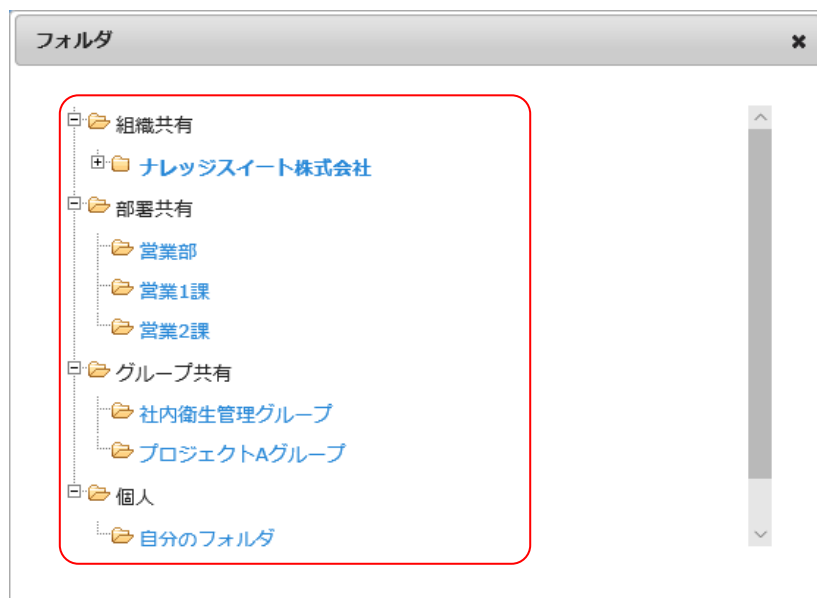 フォルダ
組織共有
ナレッジスイート株式会社
部署共有
営業部
営業1課
営業2課
グループ共有
社内衛生管理グループ
プロジェクトAグループ
個人
自分のフォルダ